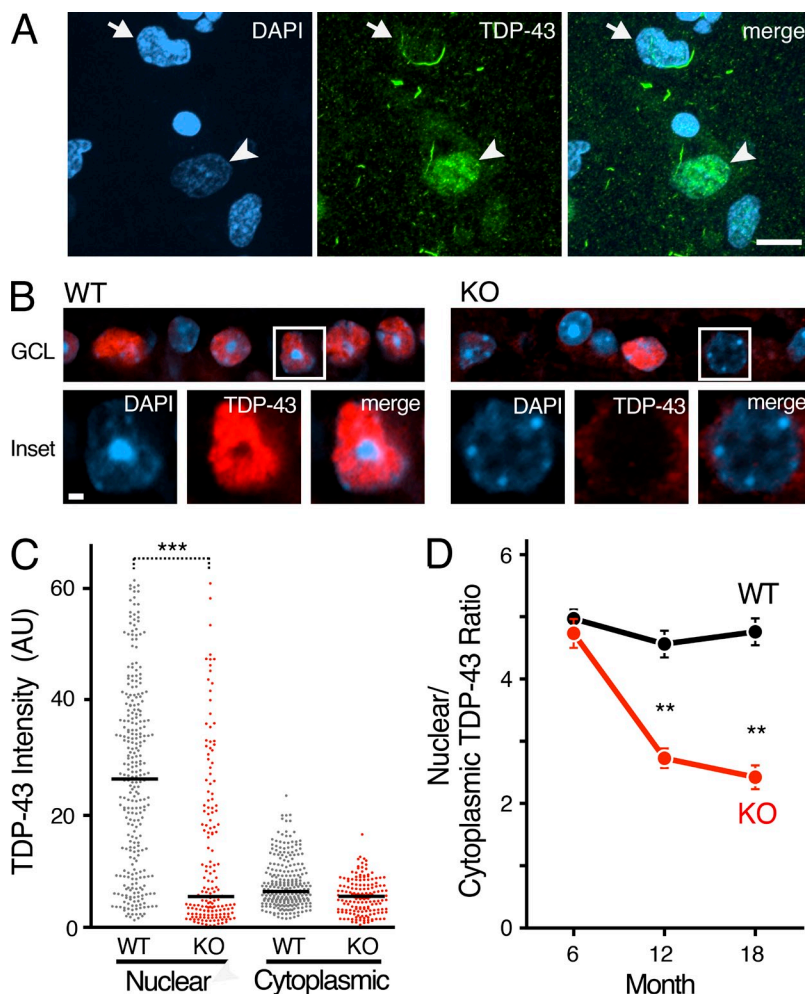 A
DAPI
TDP-43
merge
B
WT
KO
GCL
DAPI
TDP-43
merge
DAPI
TDP-43
merge
Inset
C
***
TDP-43 Intensity (AU)
60
40
20
0
WT
KO
WT
KO
Nuclear
Cytoplasmic
D
Nuclear/
Cytoplasmic TDP-43 Ratio
6
4
2
0
WT
**
**
KO
6
12
18
Month